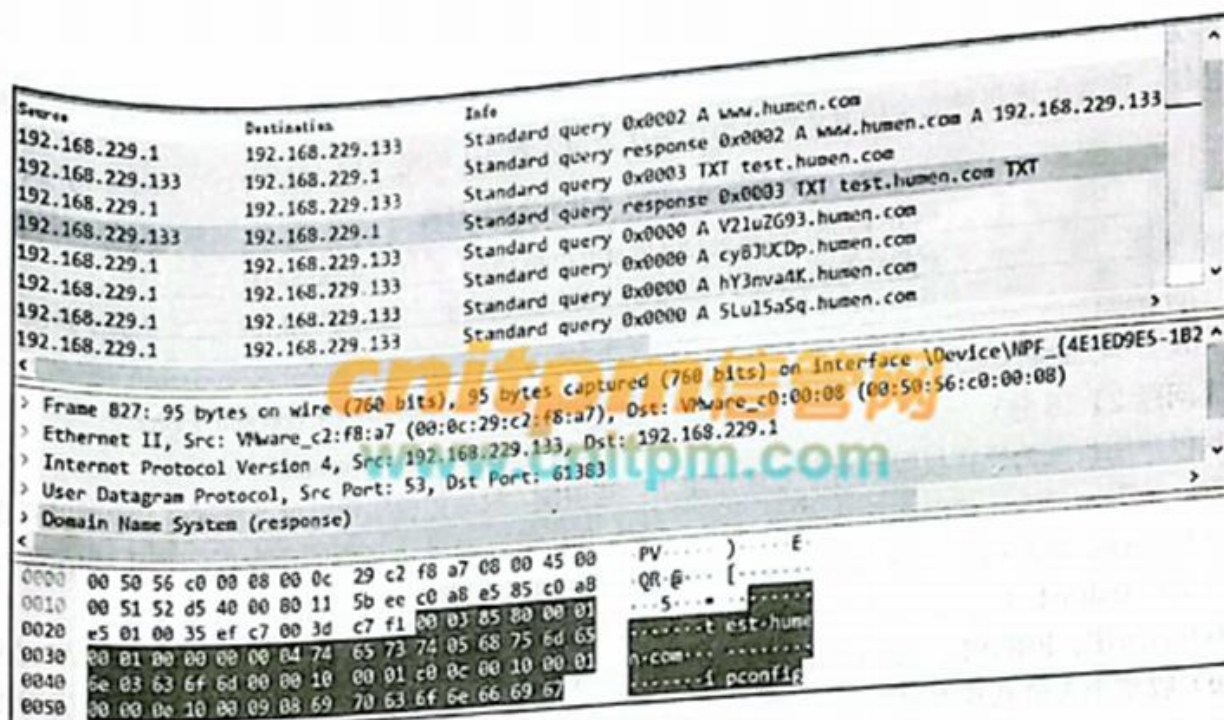 Source Destination Info
192.168.229.1 192.168.229.133 Standard query 0x0002 A www.humen.com
192.168.229.133 192.168.229.1 Standard query response 0x0002 A www.humen.com A 192.168.229.133
192.168.229.1 192.168.229.133 Standard query 0x0003 TXT test.humen.com
192.168.229.133 192.168.229.1 Standard query response 0x0003 TXT test.humen.com TXT
192.168.229.1 192.168.229.133 Standard query 0x0000 A V2luZG93.humen.com
192.168.229.1 192.168.229.133 Standard query 0x0000 A cyBJUCDp.humen.com
192.168.229.1 192.168.229.133 Standard query 0x0000 A hY3nva4K.humen.com
192.168.229.1 192.168.229.133 Standard query 0x0000 A 5Lul5aSq.humen.com
> Frame 827: 95 bytes on wire (760 bits), 95 bytes captured (760 bits) on interface \Device\NPF_{4E1ED9E5-1B2
> Ethernet II, Src: VMware_c2:f8:a7 (00:0c:29:c2:f8:a7), Dst: VMware_c0:00:08 (00:50:56:c0:00:08)
> Internet Protocol Version 4, Src: 192.168.229.133, Dst: 192.168.229.1
> User Datagram Protocol, Src Port: 53, Dst Port: 61383
> Domain Name System (response)
cnitpm信管网
www.cnitpm.com
0000 00 50 56 c0 00 08 00 0c 29 c2 f8 a7 08 00 45 00 ·PV····· )·····E·
0010 00 51 52 d5 40 00 80 11 5b ee c0 a8 e5 85 c0 a8 ·QR·@··· [·······
0020 e5 01 00 35 ef c7 00 3d c7 f1 00 03 85 80 00 01 ···5···= ········
0030 00 01 00 00 00 00 04 74 65 73 74 05 68 75 6d 65 ·······t est·hume
0040 6e 03 63 6f 6d 00 00 10 00 01 c0 0c 00 10 00 01 n·com··· ········
0050 00 00 0e 10 00 09 08 69 70 63 6f 6e 66 69 67 ·······i pconfig